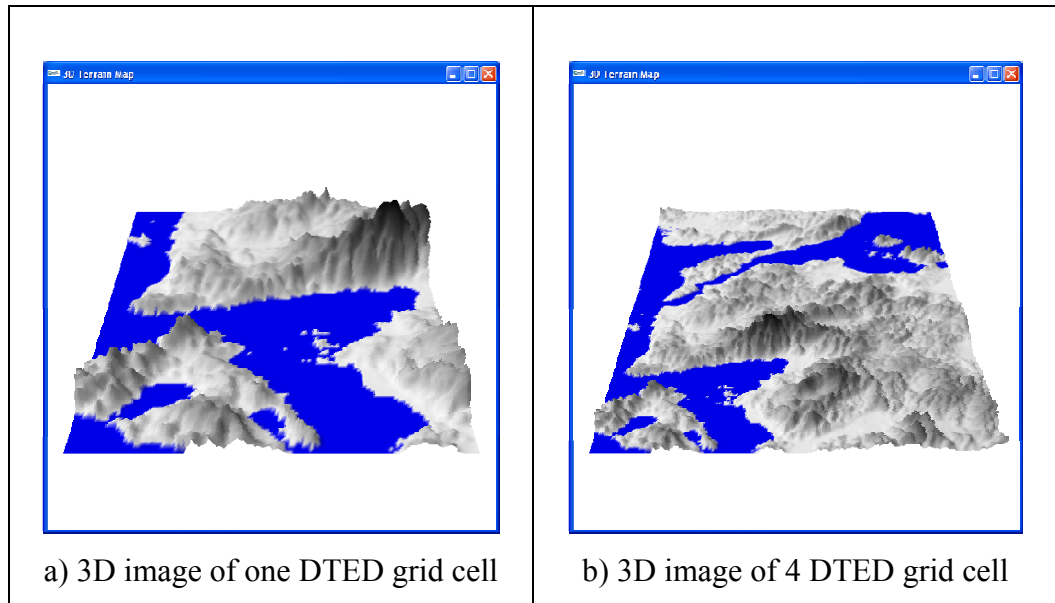 3D Terrain Map
3D Terrain Map
a) 3D image of one DTED grid cell
b) 3D image of 4 DTED grid cell